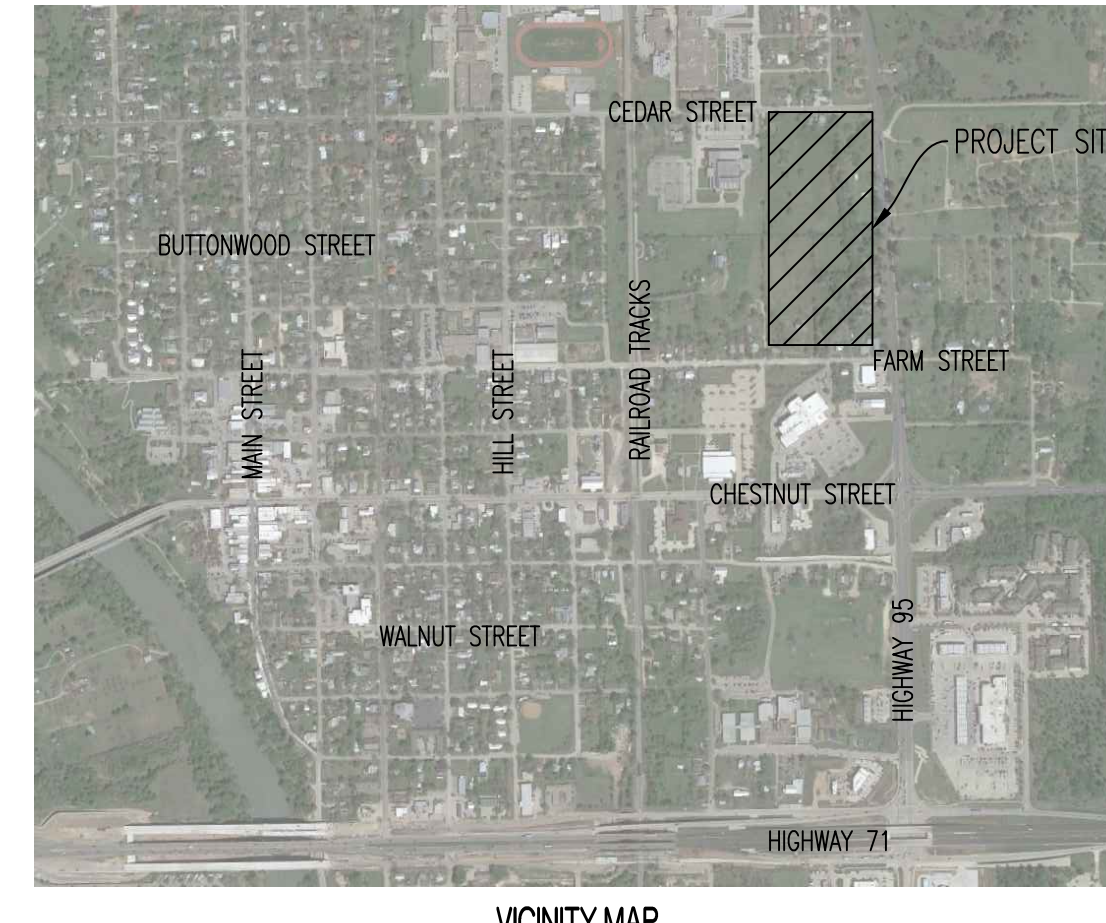 CEDAR STREET
PROJECT SIT
BUTTONWOOD STREET
RAILROAD TRACKS
MAIN STREET
HILL STREET
FARM STREET
CHESTNUT STREET
WALNUT STREET
HIGHWAY 95
HIGHWAY 71
VICINITY MAP